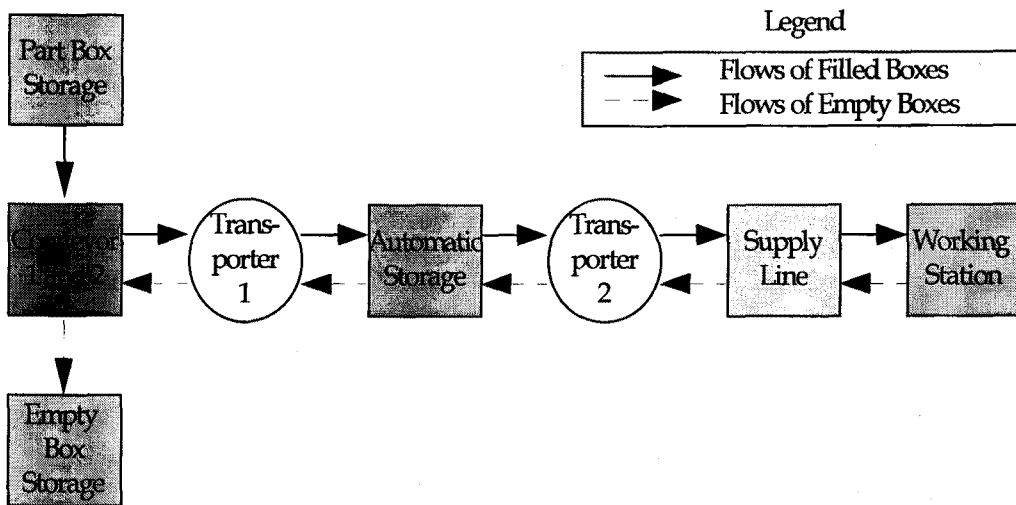 Legend
Flows of Filled Boxes
Flows of Empty Boxes
Part Box
Storage
Conveyor
Trans-
porter
1
Automatic
Storage
Trans-
porter
2
Supply
Line
Working
Station
Empty
Box
Storage